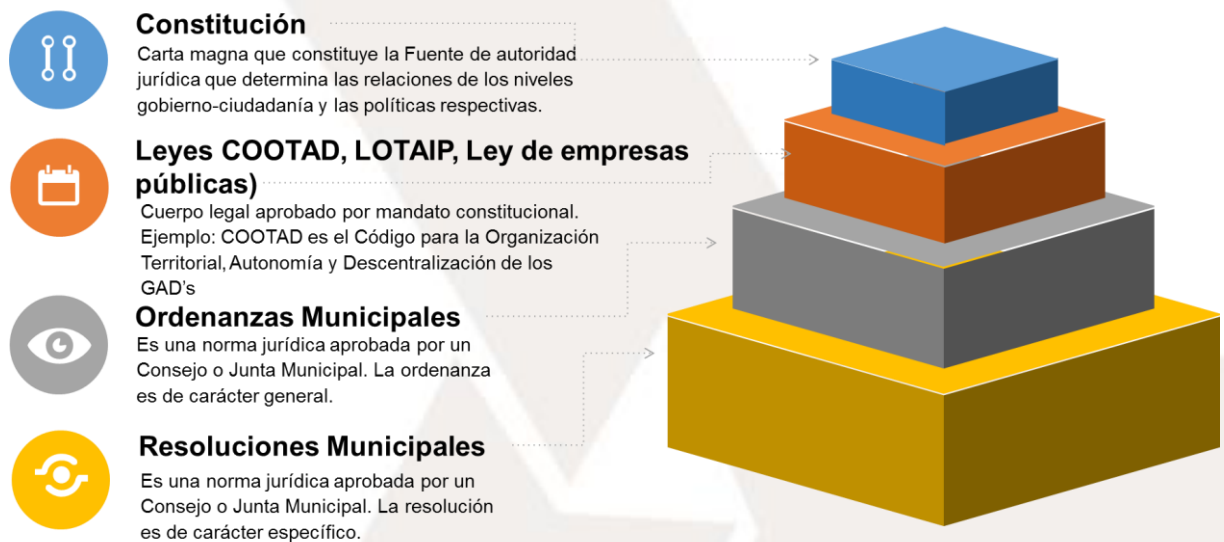 Constitución
Carta magna que constituye la Fuente de autoridad
jurídica que determina las relaciones de los niveles
gobierno-ciudadanía y las políticas respectivas.
Leyes COOTAD, LOTAIP, Ley de empresas
públicas)
Cuerpo legal aprobado por mandato constitucional.
Ejemplo: COOTAD es el Código para la Organización
Territorial, Autonomía y Descentralización de los
GAD's
Ordenanzas Municipales
Es una norma jurídica aprobada por un
Consejo o Junta Municipal. La ordenanza
es de carácter general.
Resoluciones Municipales
Es una norma jurídica aprobada por un
Consejo o Junta Municipal. La resolución
es de carácter específico.